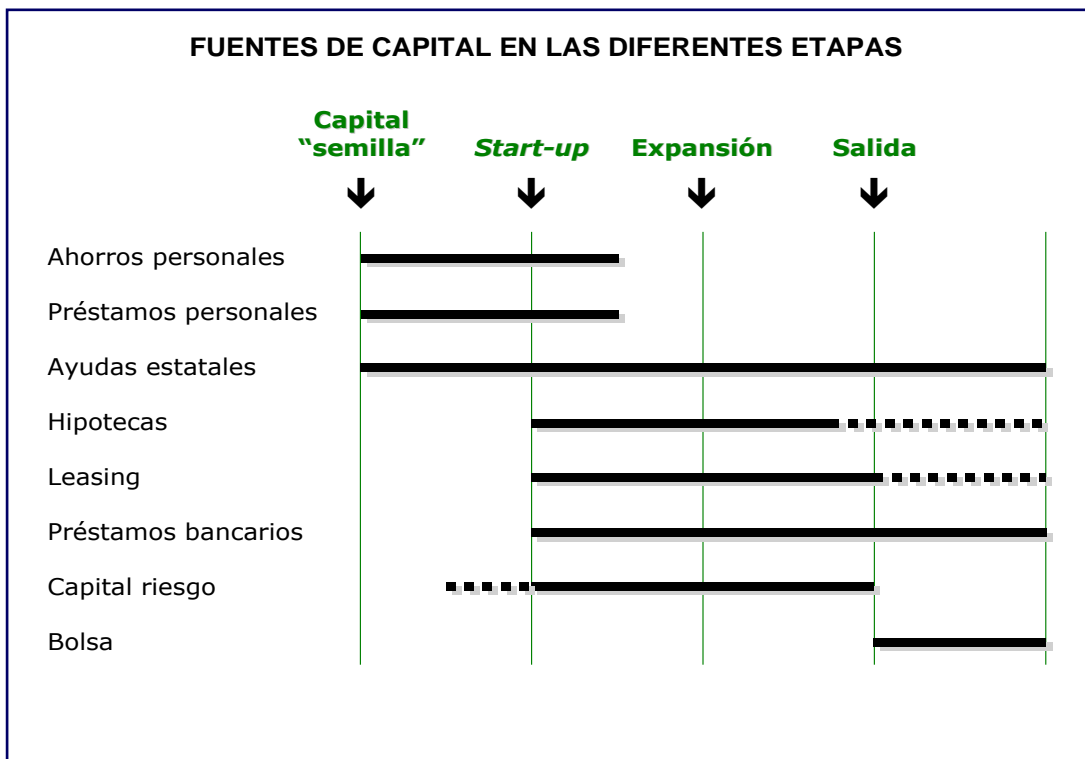 FUENTES DE CAPITAL EN LAS DIFERENTES ETAPAS
Capital
“semilla”
Start-up
Expansión
Salida
Ahorros personales
Préstamos personales
Ayudas estatales
Hipotecas
Leasing
Préstamos bancarios
Capital riesgo
Bolsa